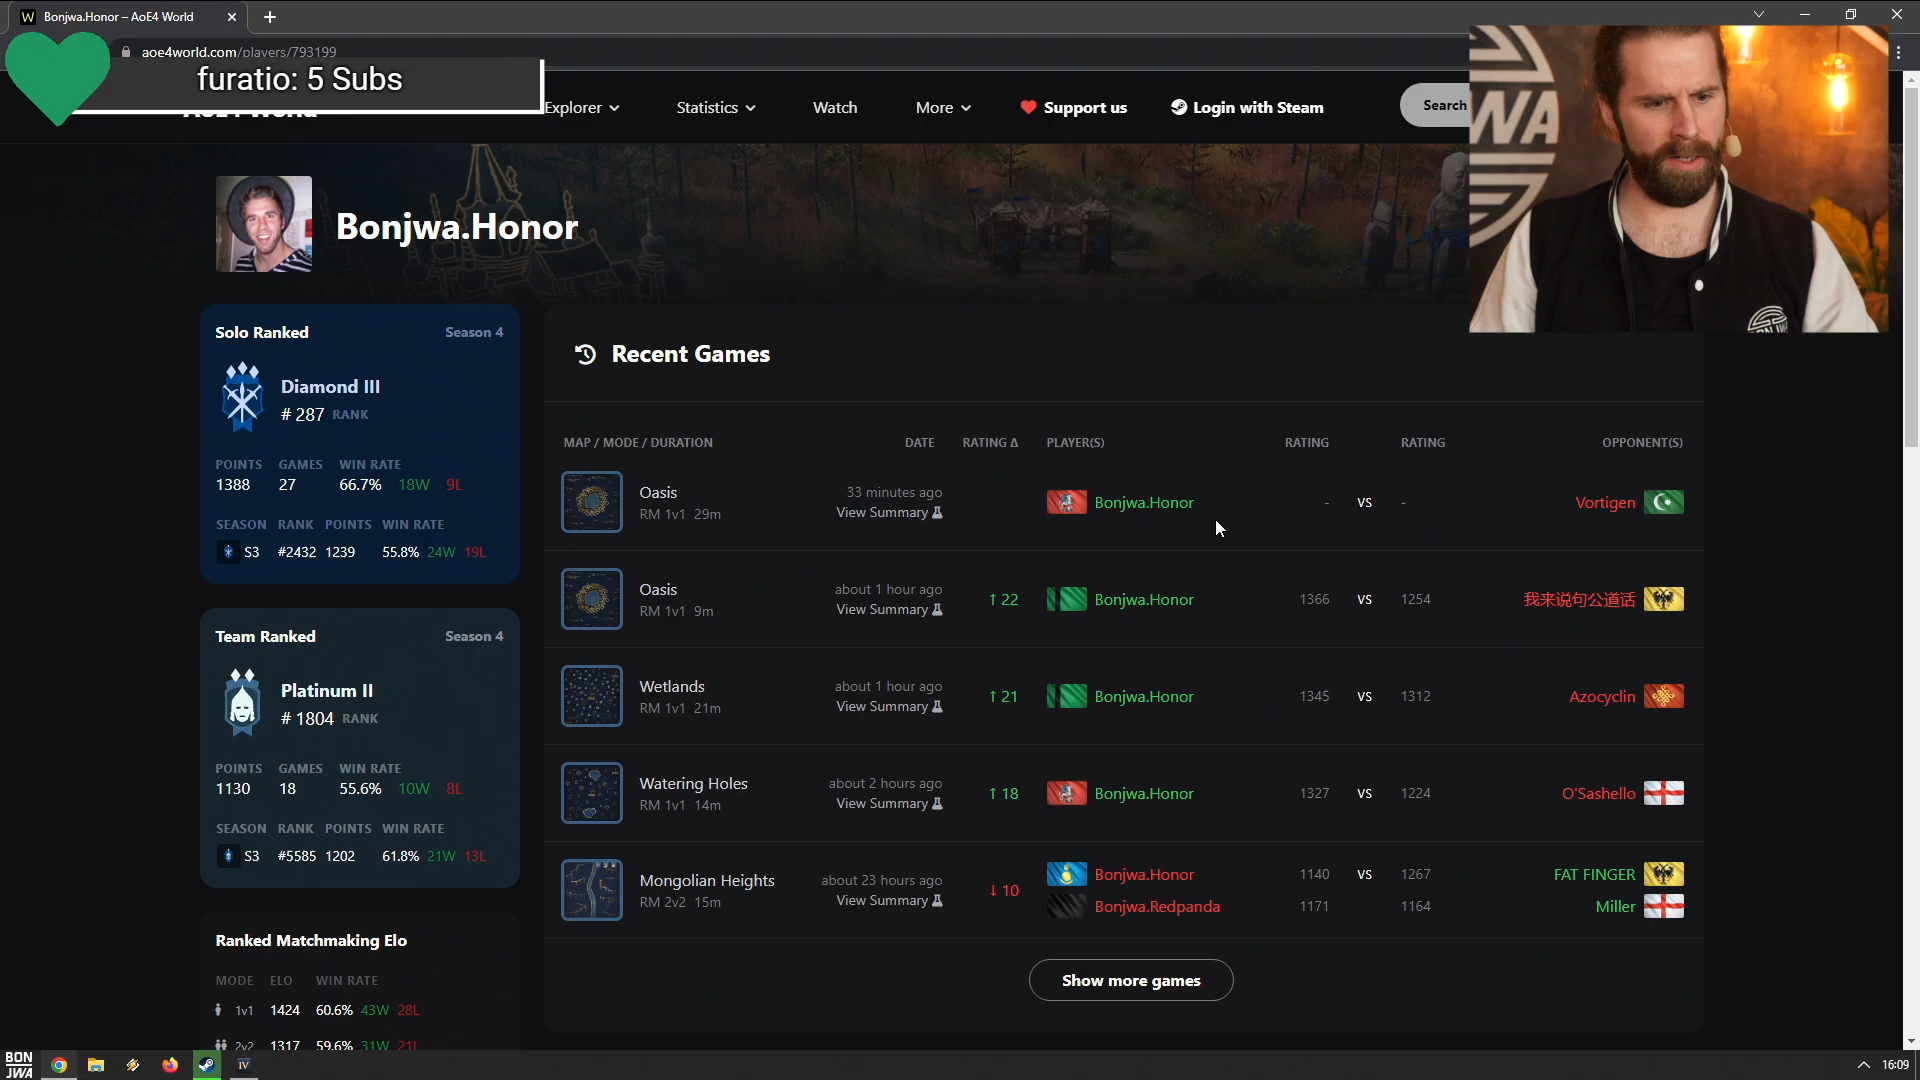 Bonjwa.Honor – AoE4 World
aoe4world.com/players/793199
furatio: 5 Subs
AoE4 World
Explorer
Statistics
Watch
More
Support us
Login with Steam
Search
Bonjwa.Honor
Solo Ranked Season 4
Diamond III
# 287 RANK
POINTS GAMES WIN RATE
1388 27 66.7% 18W 9L
SEASON RANK POINTS WIN RATE
S3 #2432 1239 55.8% 24W 19L
Team Ranked Season 4
Platinum II
# 1804 RANK
POINTS GAMES WIN RATE
1130 18 55.6% 10W 8L
SEASON RANK POINTS WIN RATE
S3 #5585 1202 61.8% 21W 13L
Ranked Matchmaking Elo
MODE ELO WIN RATE
1v1 1424 60.6% 43W 28L
2v2 1317 59.6% 31W 21L
Recent Games
MAP / MODE / DURATION DATE RATING Δ PLAYER(S) RATING RATING OPPONENT(S)
Oasis 33 minutes ago
RM 1v1 29m View Summary
Bonjwa.Honor - vs - Vortigen
Oasis about 1 hour ago
RM 1v1 9m View Summary
↑ 22 Bonjwa.Honor 1366 vs 1254 我来说句公道话
Wetlands about 1 hour ago
RM 1v1 21m View Summary
↑ 21 Bonjwa.Honor 1345 vs 1312 Azocyclin
Watering Holes about 2 hours ago
RM 1v1 14m View Summary
↑ 18 Bonjwa.Honor 1327 vs 1224 O'Sashello
Mongolian Heights about 23 hours ago
RM 2v2 15m View Summary
↓ 10 Bonjwa.Honor 1140 vs 1267 FAT FINGER
Bonjwa.Redpanda 1171 1164 Miller
Show more games
BON
JWA
IV
16:09